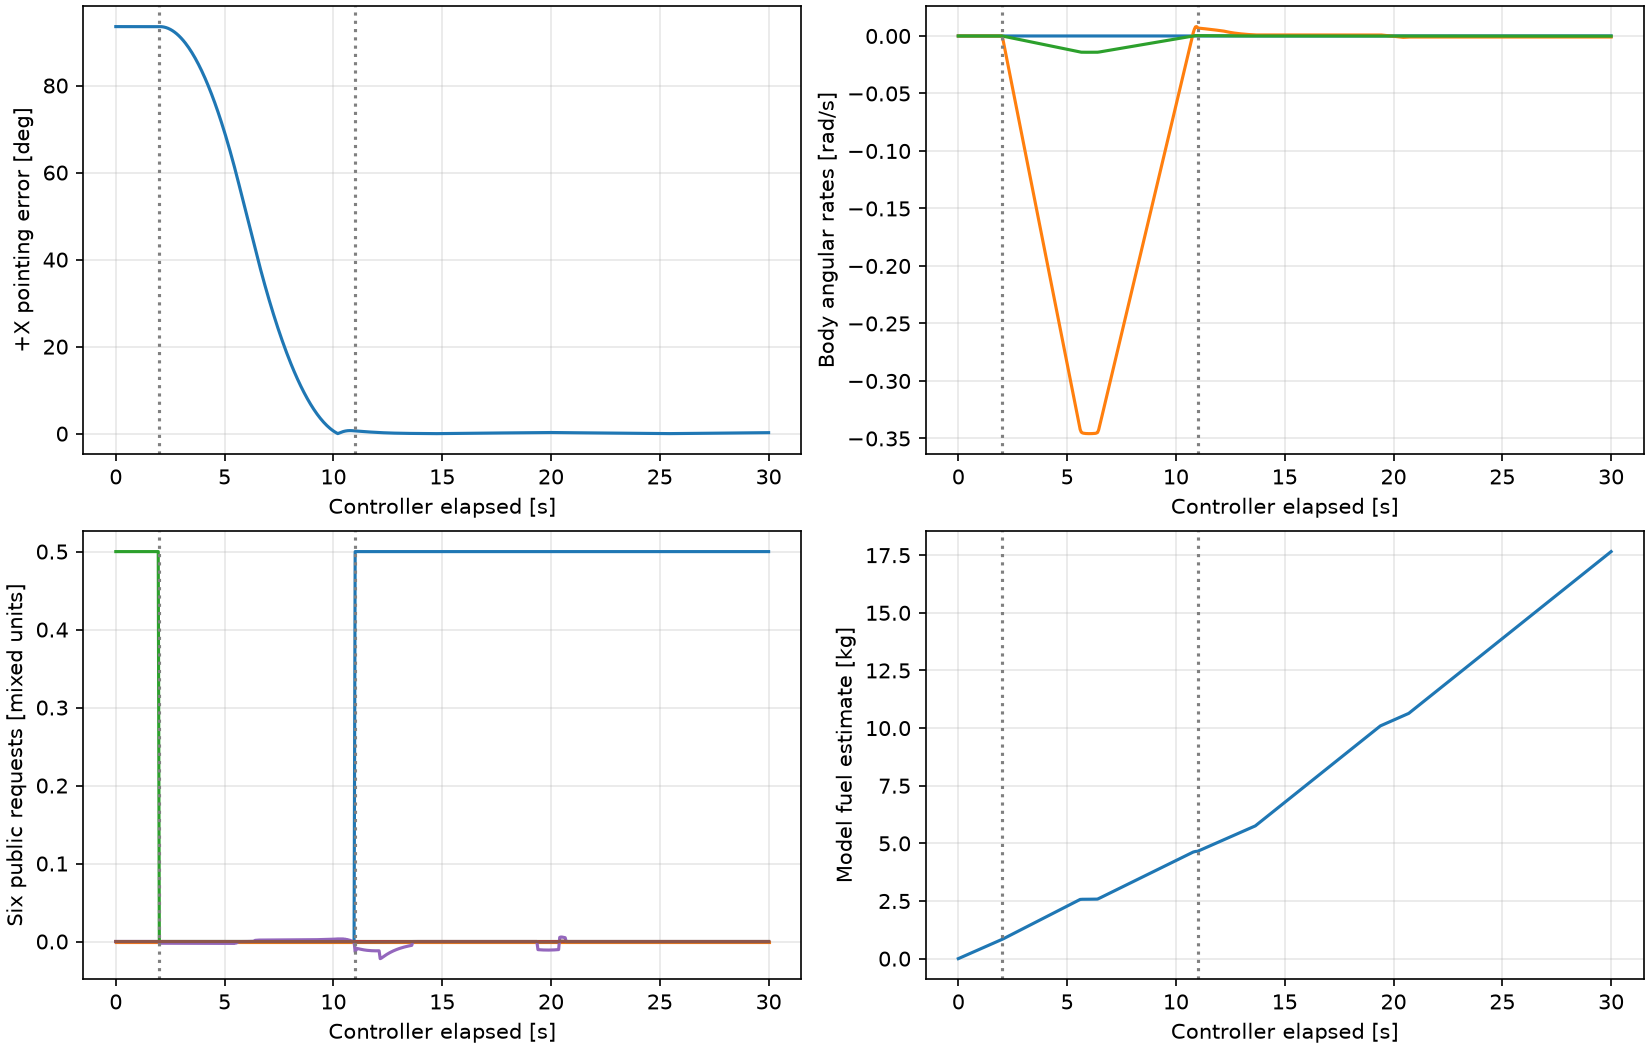 +X pointing error [deg]
80
60
40
20
0
0 5 10 15 20 25 30
Controller elapsed [s]
Body angular rates [rad/s]
0.00
−0.05
−0.10
−0.15
−0.20
−0.25
−0.30
−0.35
0 5 10 15 20 25 30
Controller elapsed [s]
Six public requests [mixed units]
0.5
0.4
0.3
0.2
0.1
0.0
0 5 10 15 20 25 30
Controller elapsed [s]
Model fuel estimate [kg]
17.5
15.0
12.5
10.0
7.5
5.0
2.5
0.0
0 5 10 15 20 25 30
Controller elapsed [s]